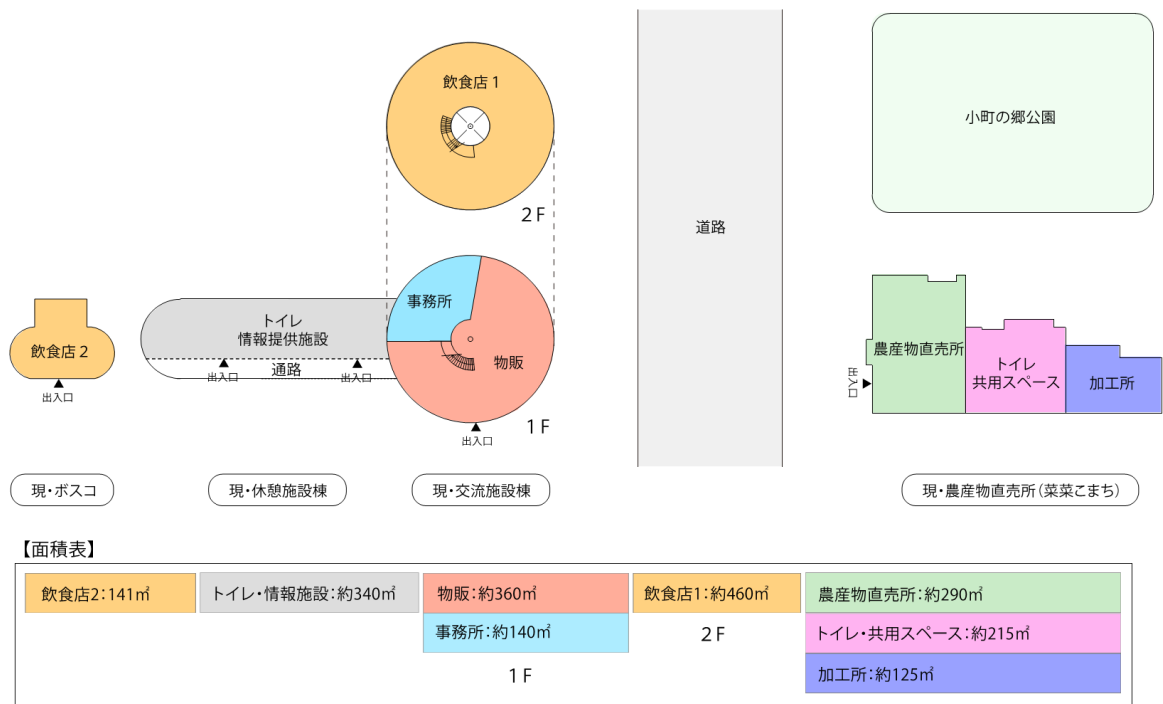 飲食店1
2F
道路
小町の郷公園
事務所
物販
トイレ
情報提供施設
通路
出入口
出入口
出入口
1F
飲食店2
出入口
農産物直売所
出入口
トイレ
共用スペース
加工所
現・ボスコ
現・休憩施設棟
現・交流施設棟
現・農産物直売所(菜菜こまち)
【面積表】
飲食店2:141㎡
トイレ・情報施設:約340㎡
物販:約360㎡
事務所:約140㎡
1F
飲食店1:約460㎡
2F
農産物直売所:約290㎡
トイレ・共用スペース:約215㎡
加工所:約125㎡